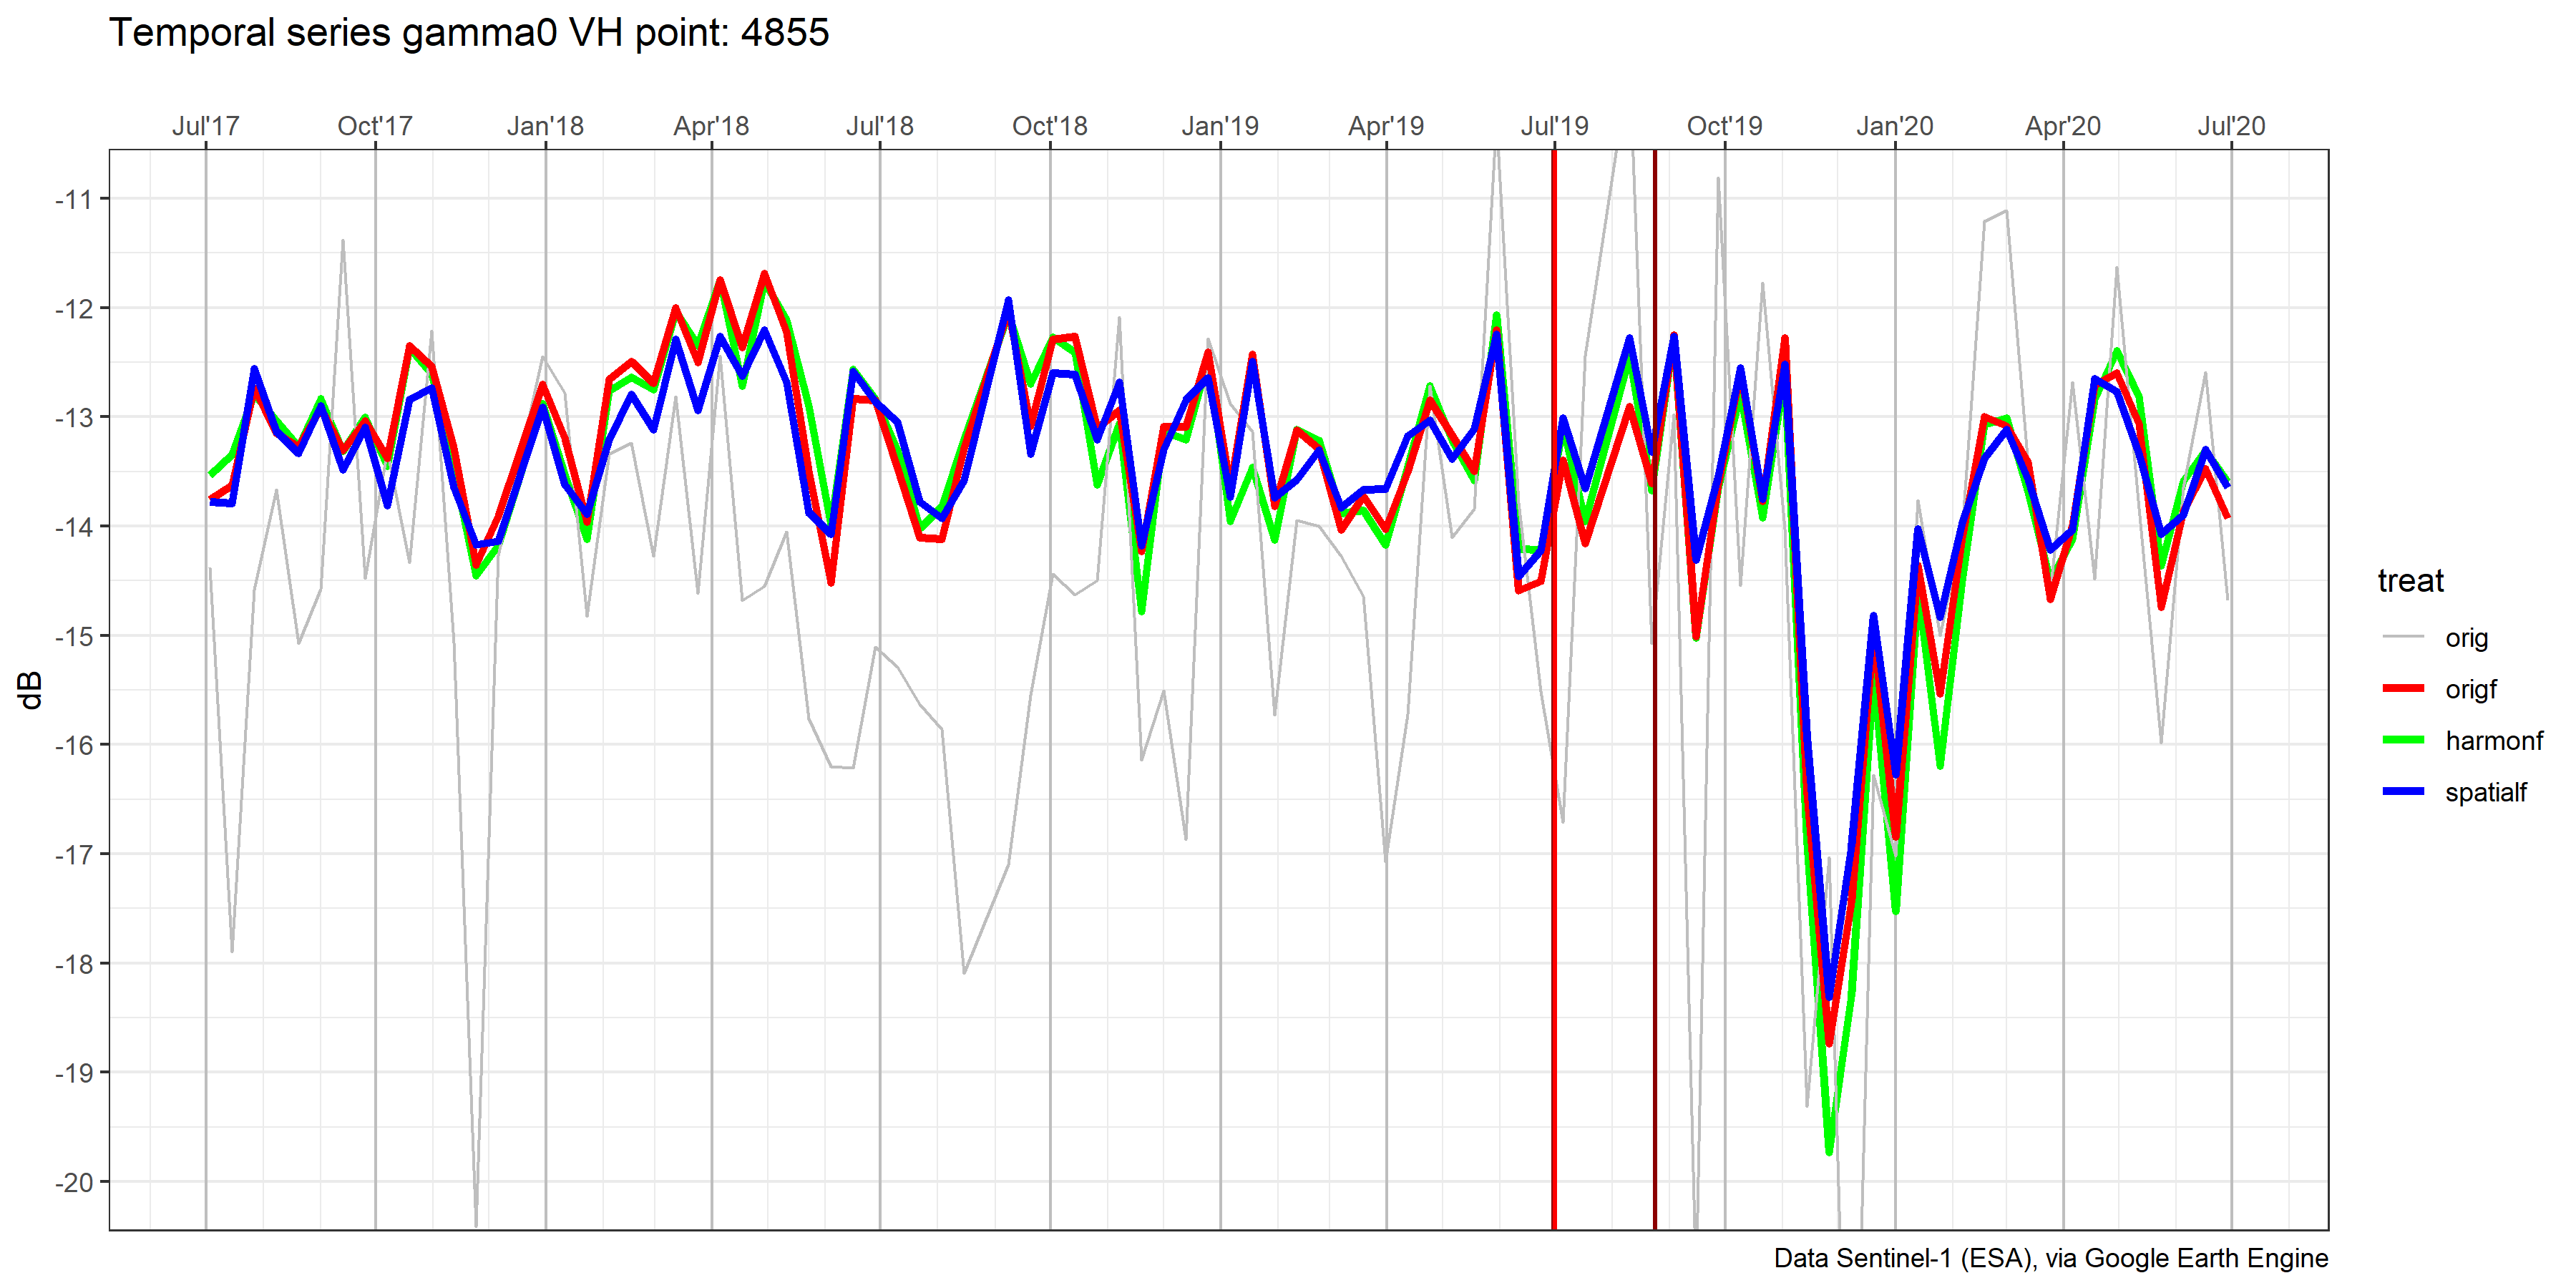 Temporal series gamma0 VH point: 4855
Jul'17 Oct'17 Jan'18 Apr'18 Jul'18 Oct'18 Jan'19 Apr'19 Jul'19 Oct'19 Jan'20 Apr'20 Jul'20
-11
-12
-13
-14
-15
-16
-17
-18
-19
-20
dB
treat
orig
origf
harmonf
spatialf
Data Sentinel-1 (ESA), via Google Earth Engine